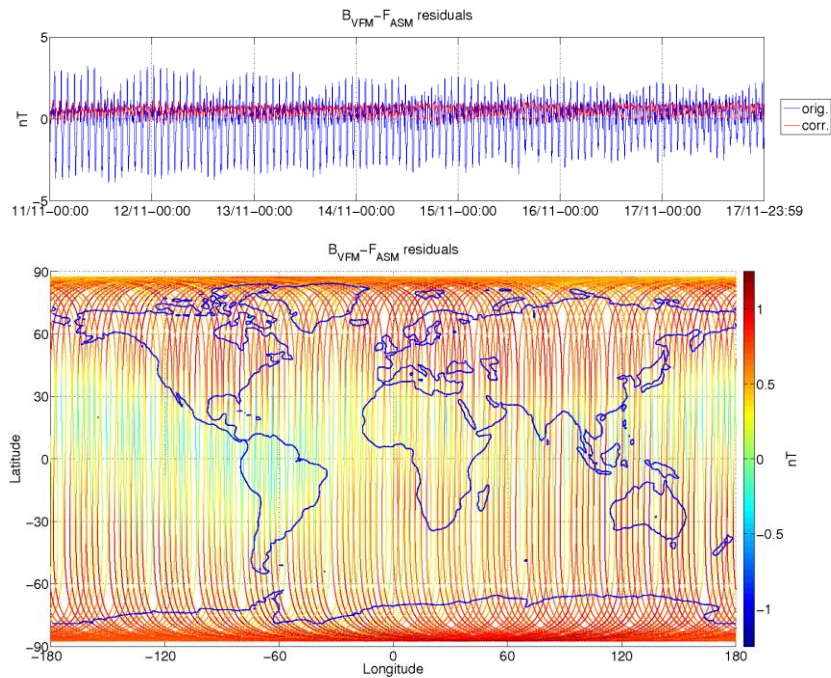 B_VFM−F_ASM residuals
5
0
−5
nT
11/11−00:00 12/11−00:00 13/11−00:00 14/11−00:00 15/11−00:00 16/11−00:00 17/11−00:00 17/11−23:59
orig.
corr.
B_VFM−F_ASM residuals
90
60
30
0
−30
−60
−90
Latitude
−180 −120 −60 0 60 120 180
Longitude
1
0.5
0
−0.5
−1
nT